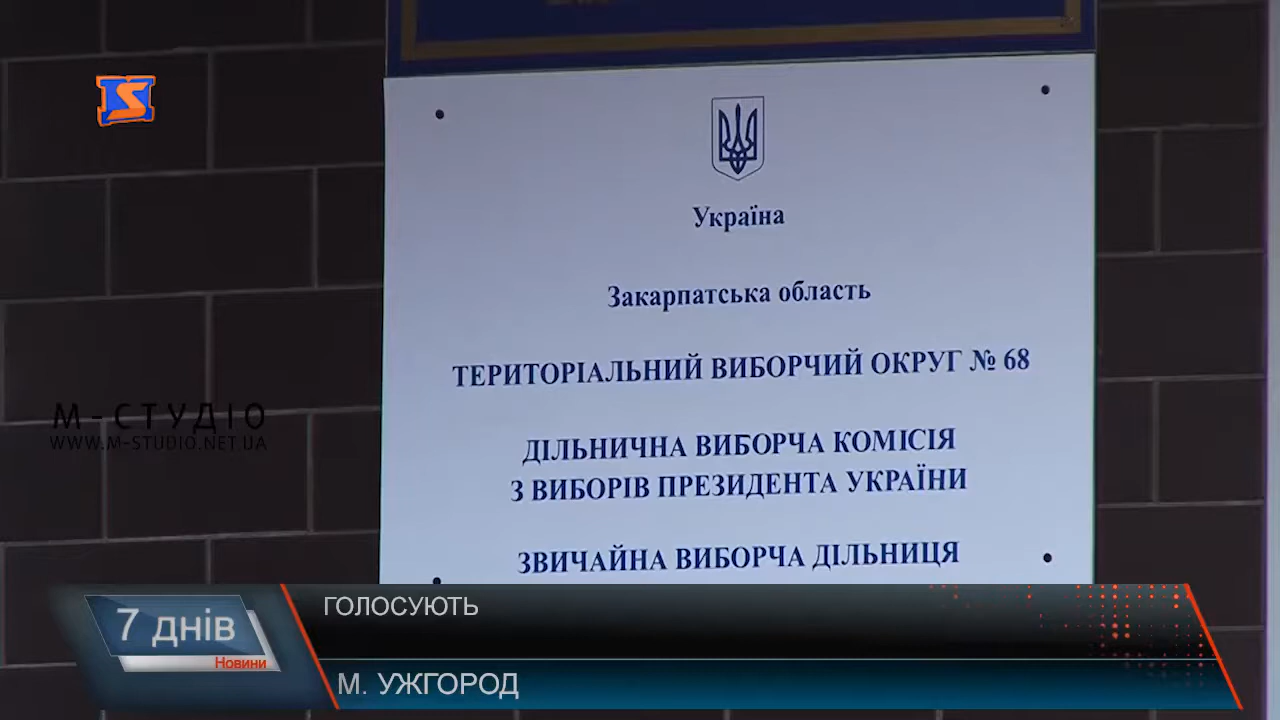 Україна
Закарпатська область
ТЕРИТОРІАЛЬНИЙ ВИБОРЧИЙ ОКРУГ № 68
ДІЛЬНИЧНА ВИБОРЧА КОМІСІЯ
З ВИБОРІВ ПРЕЗИДЕНТА УКРАЇНИ
ЗВИЧАЙНА ВИБОРЧА ДІЛЬНИЦЯ
М-СТУДІО
WWW.M-STUDIO.NET.UA
7 днів
Новини
ГОЛОСУЮТЬ
М. УЖГОРОД